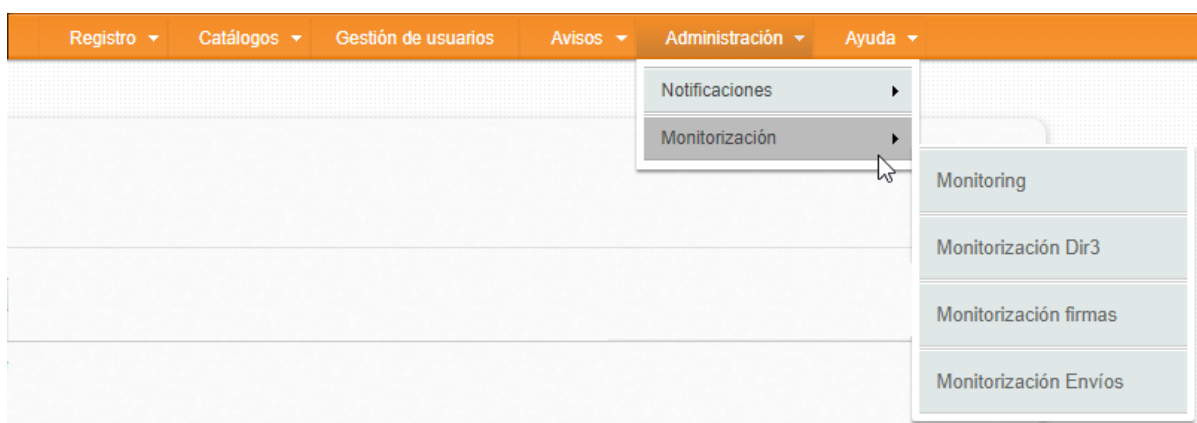 Registro Catálogos Gestión de usuarios Avisos Administración Ayuda
Notificaciones
Monitorización
Monitoring
Monitorización Dir3
Monitorización firmas
Monitorización Envíos